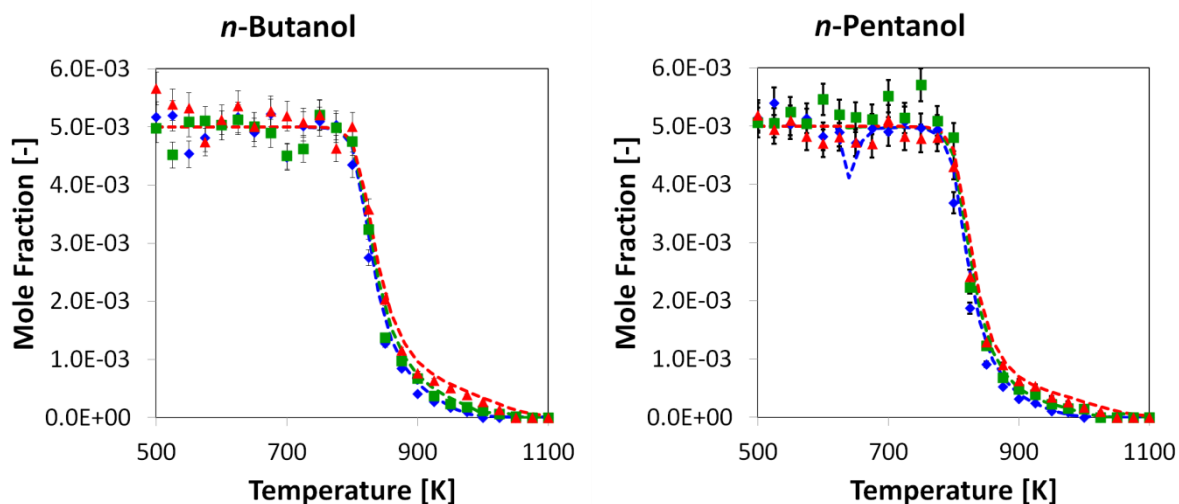 n-Butanol
6.0E-03
5.0E-03
4.0E-03
3.0E-03
2.0E-03
1.0E-03
0.0E+00
Mole Fraction [-]
500 700 900 1100
Temperature [K]
n-Pentanol
6.0E-03
5.0E-03
4.0E-03
3.0E-03
2.0E-03
1.0E-03
0.0E+00
Mole Fraction [-]
500 700 900 1100
Temperature [K]